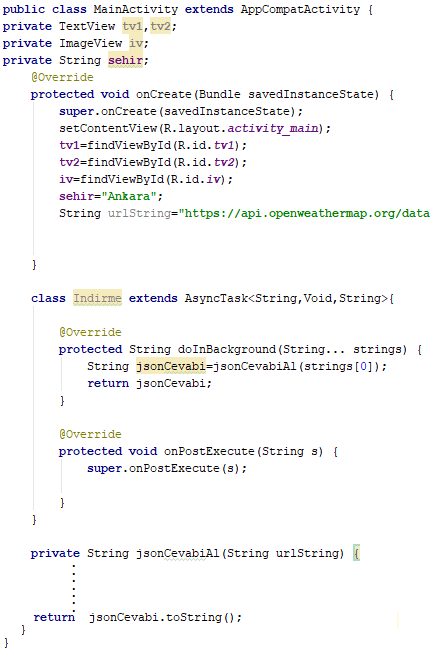 public class MainActivity extends AppCompatActivity {
private TextView tv1,tv2;
private ImageView iv;
private String sehir;
@Override
protected void onCreate(Bundle savedInstanceState) {
super.onCreate(savedInstanceState);
setContentView(R.layout.activity_main);
tv1=findViewById(R.id.tv1);
tv2=findViewById(R.id.tv2);
iv=findViewById(R.id.iv);
sehir="Ankara";
String urlString="https://api.openweathermap.org/data
}
class Indirme extends AsyncTask<String,Void,String>{
@Override
protected String doInBackground(String... strings) {
String jsonCevabi=jsonCevabiAl(strings[0]);
return jsonCevabi;
}
@Override
protected void onPostExecute(String s) {
super.onPostExecute(s);
}
}
private String jsonCevabiAl(String urlString) {
return jsonCevabi.toString();
}
}